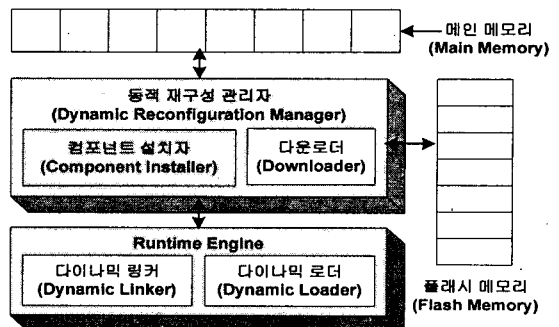 메인 메모리
(Main Memory)
동적 재구성 관리자
(Dynamic Reconfiguration Manager)
컴포넌트 설치자
(Component Installer)
다운로더
(Downloader)
Runtime Engine
다이나믹 링커
(Dynamic Linker)
다이나믹 로더
(Dynamic Loader)
플래시 메모리
(Flash Memory)